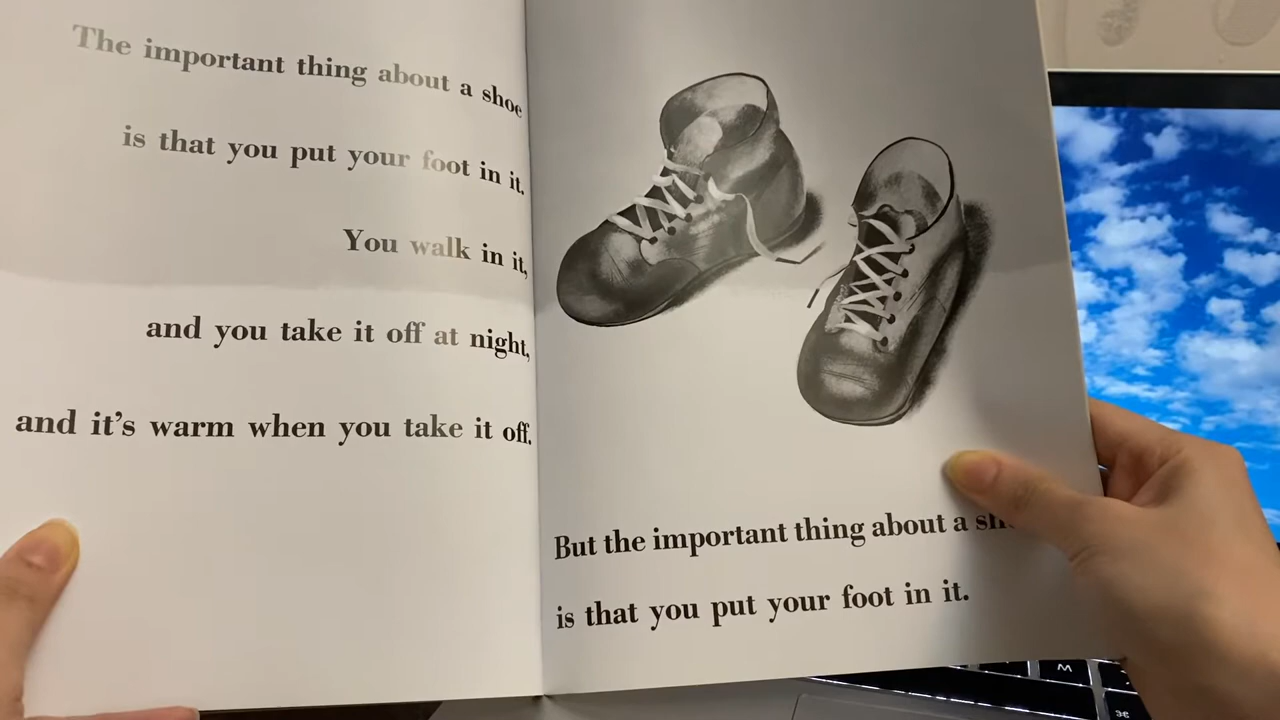 The important thing about a shoe
is that you put your foot in it.
You walk in it,
and you take it off at night,
and it's warm when you take it off.
But the important thing about a
is that you put your foot in it.